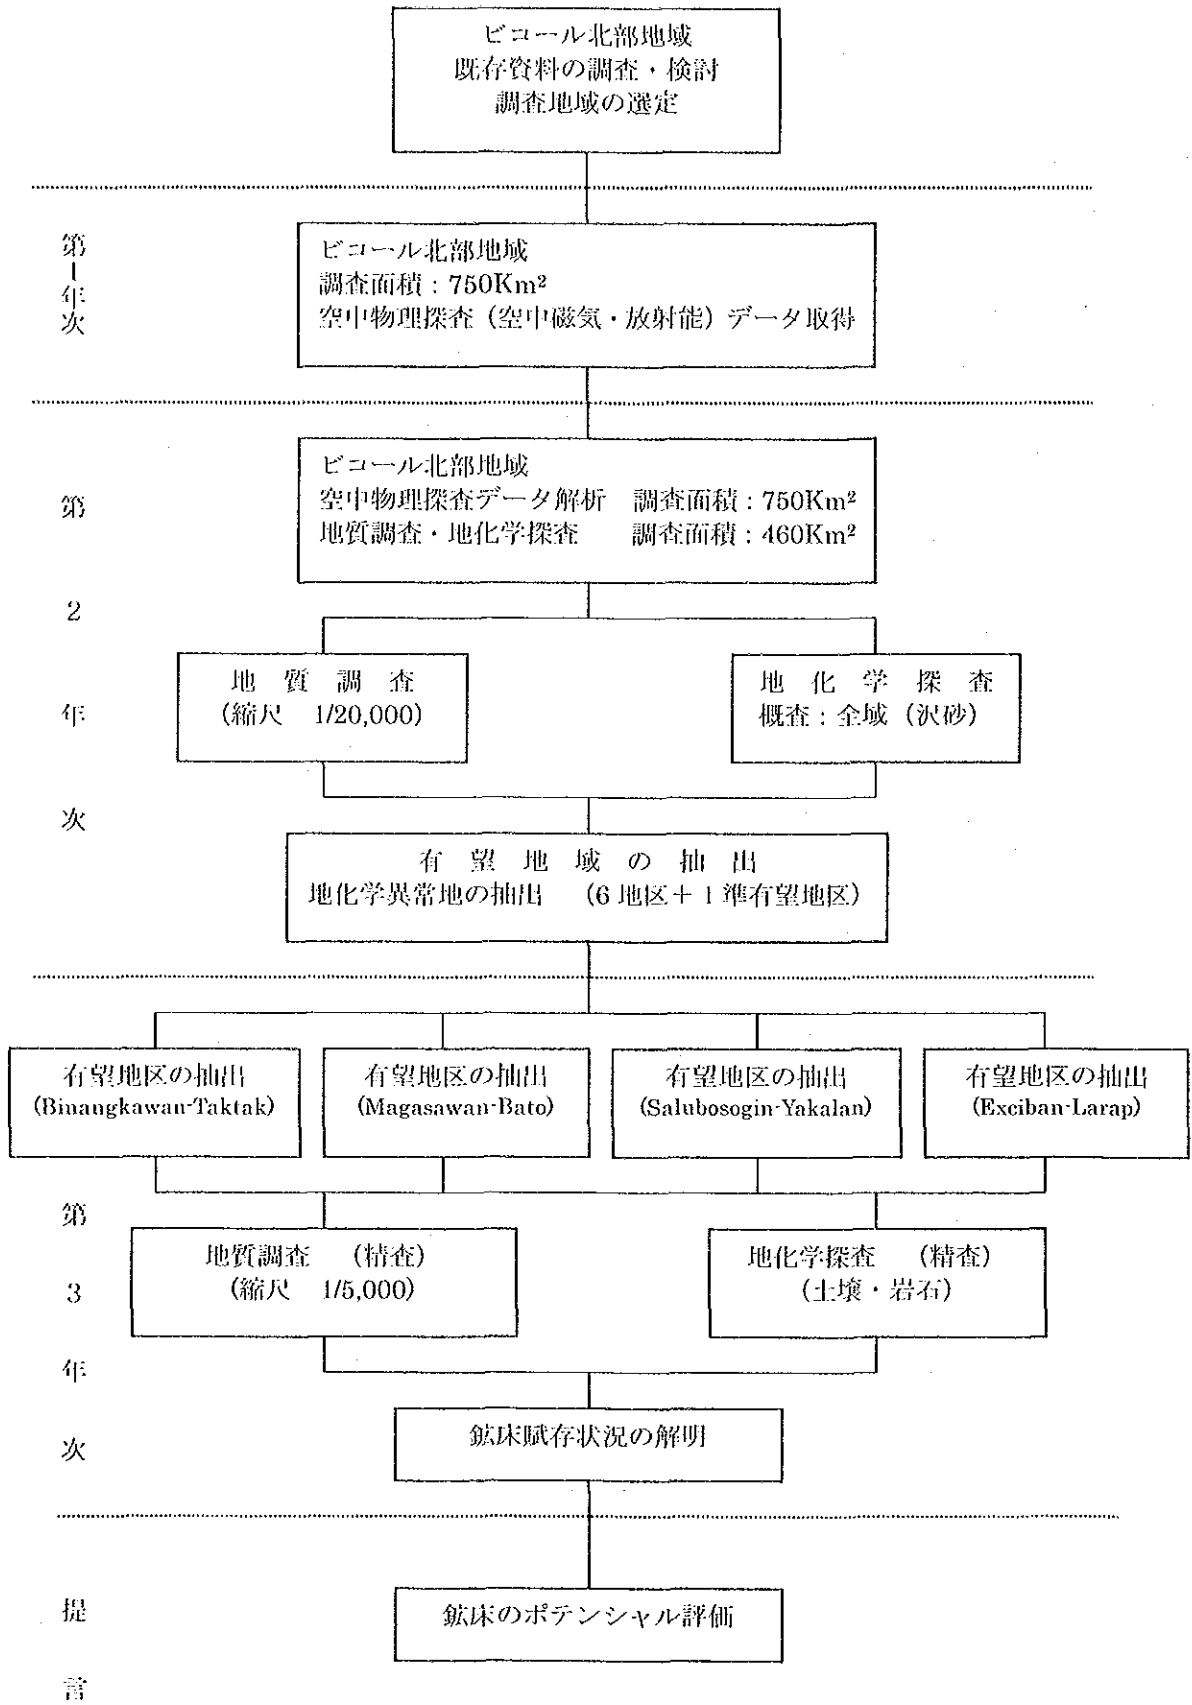 ビコール北部地域
既存資料の調査・検討
調査地域の選定
第一年次
ビコール北部地域
調査面積：750Km²
空中物理探査（空中磁気・放射能）データ取得
第2年次
ビコール北部地域
空中物理探査データ解析　調査面積：750Km²
地質調査・地化学探査　調査面積：460Km²
地　質　調　査
(縮尺　1/20,000)
地　化　学　探　査
概査：全域（沢砂）
有　望　地　域　の　抽　出
地化学異常地の抽出　（6 地区＋1 準有望地区）
有望地区の抽出
(Binangkawan-Taktak)
有望地区の抽出
(Magasawan-Bato)
有望地区の抽出
(Salubosogin-Yakalan)
有望地区の抽出
(Exciban-Larap)
第3年次
地質調査　（精査）
(縮尺　1/5,000)
地化学探査　（精査）
（土壌・岩石）
鉱床賦存状況の解明
提言
鉱床のポテンシャル評価